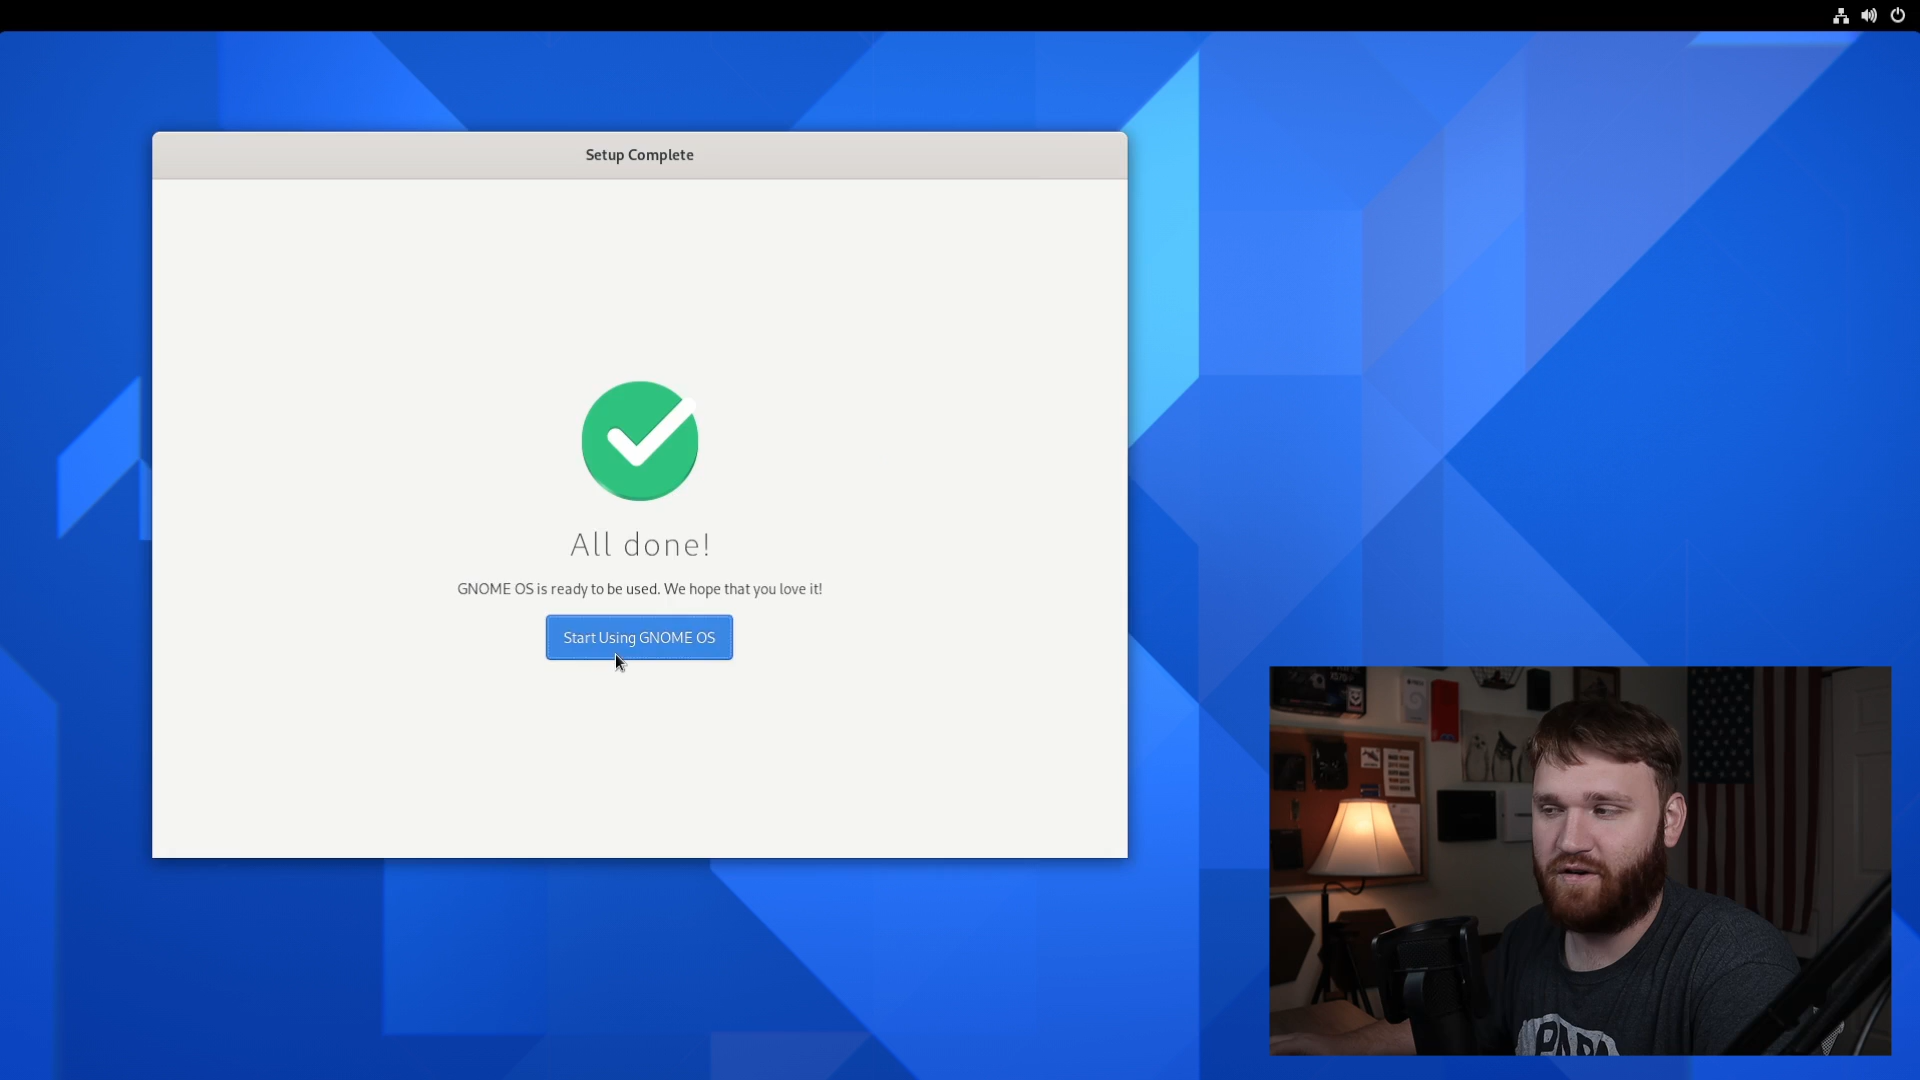 Setup Complete
All done!
GNOME OS is ready to be used. We hope that you love it!
Start Using GNOME OS